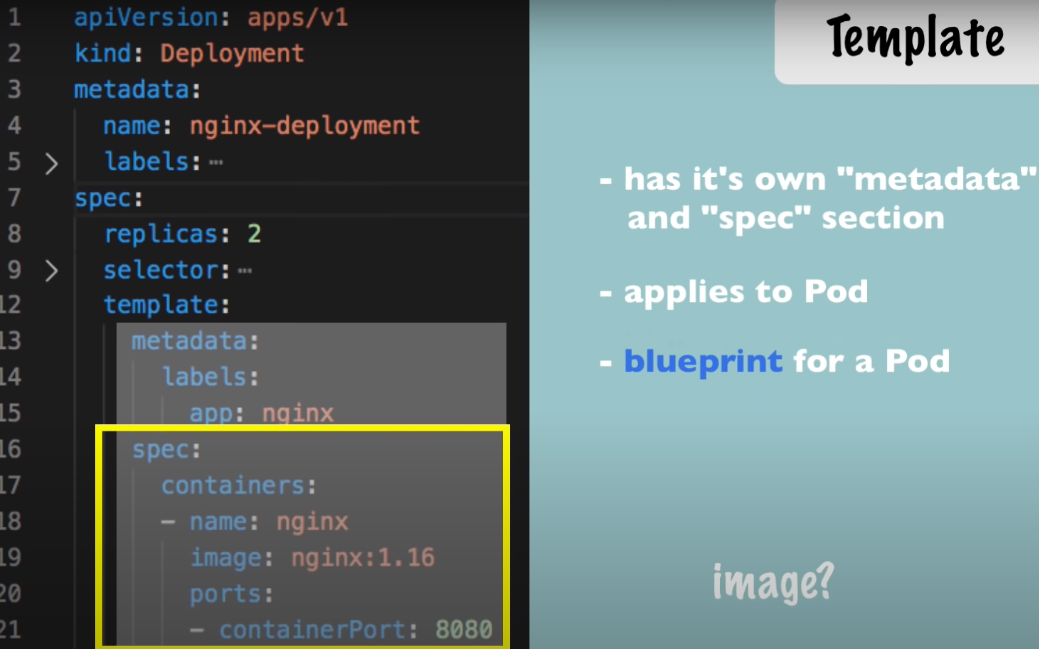 1 apiVersion: apps/v1
2 kind: Deployment
3 metadata:
4   name: nginx-deployment
5 >   labels: ⋯
7 spec:
8   replicas: 2
9 >   selector: ⋯
12   template:
13     metadata:
14       labels:
15         app: nginx
16     spec:
17       containers:
18       - name: nginx
19         image: nginx:1.16
20         ports:
21         - containerPort: 8080
Template
- has it's own "metadata"
and "spec" section
- applies to Pod
- blueprint for a Pod
image?